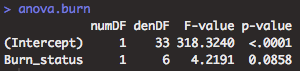 > anova.burn
numDF denDF F-value p-value
(Intercept) 1 33 318.3240 <.0001
Burn_status 1 6 4.2191 0.0858